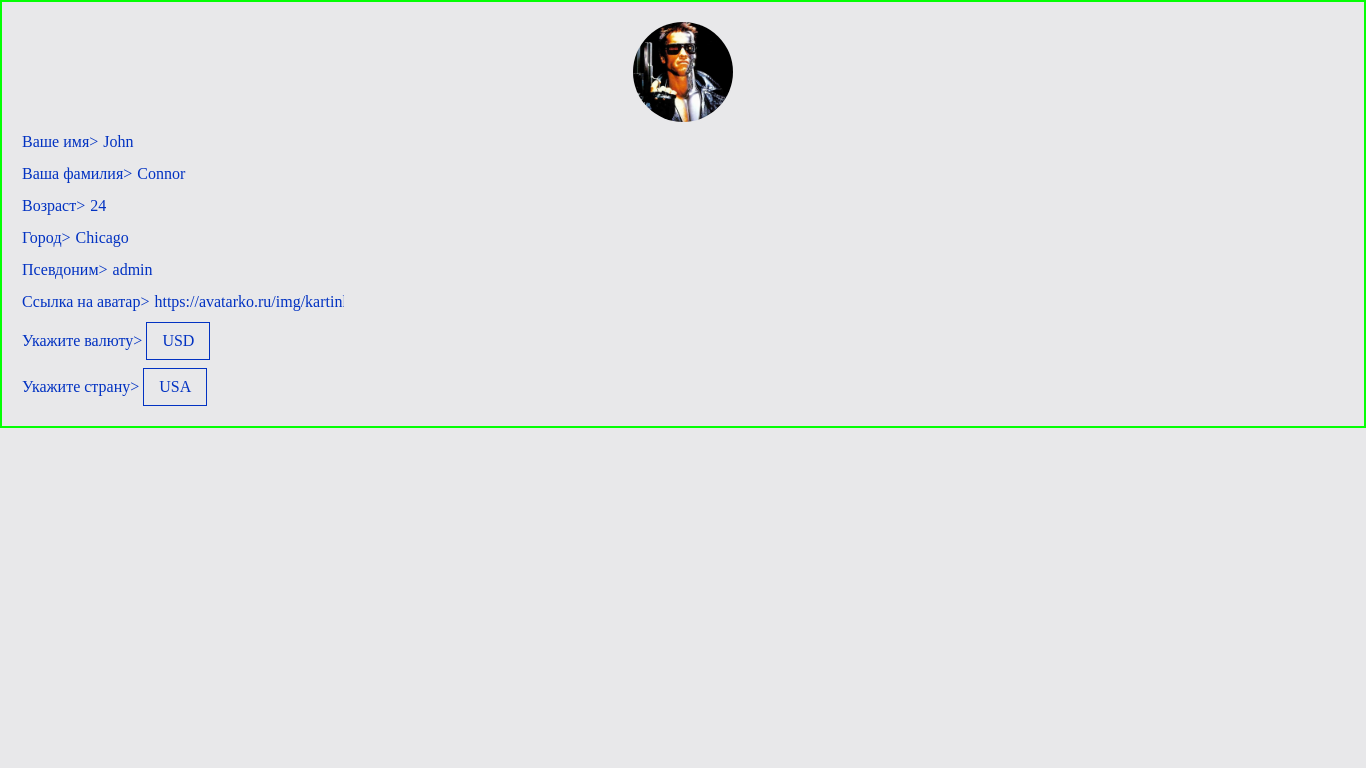 Ваше имя> John
Ваша фамилия> Connor
Возраст> 24
Город> Chicago
Псевдоним> admin
Ссылка на аватар> https://avatarko.ru/img/kartin
Укажите валюту> USD
Укажите страну> USA